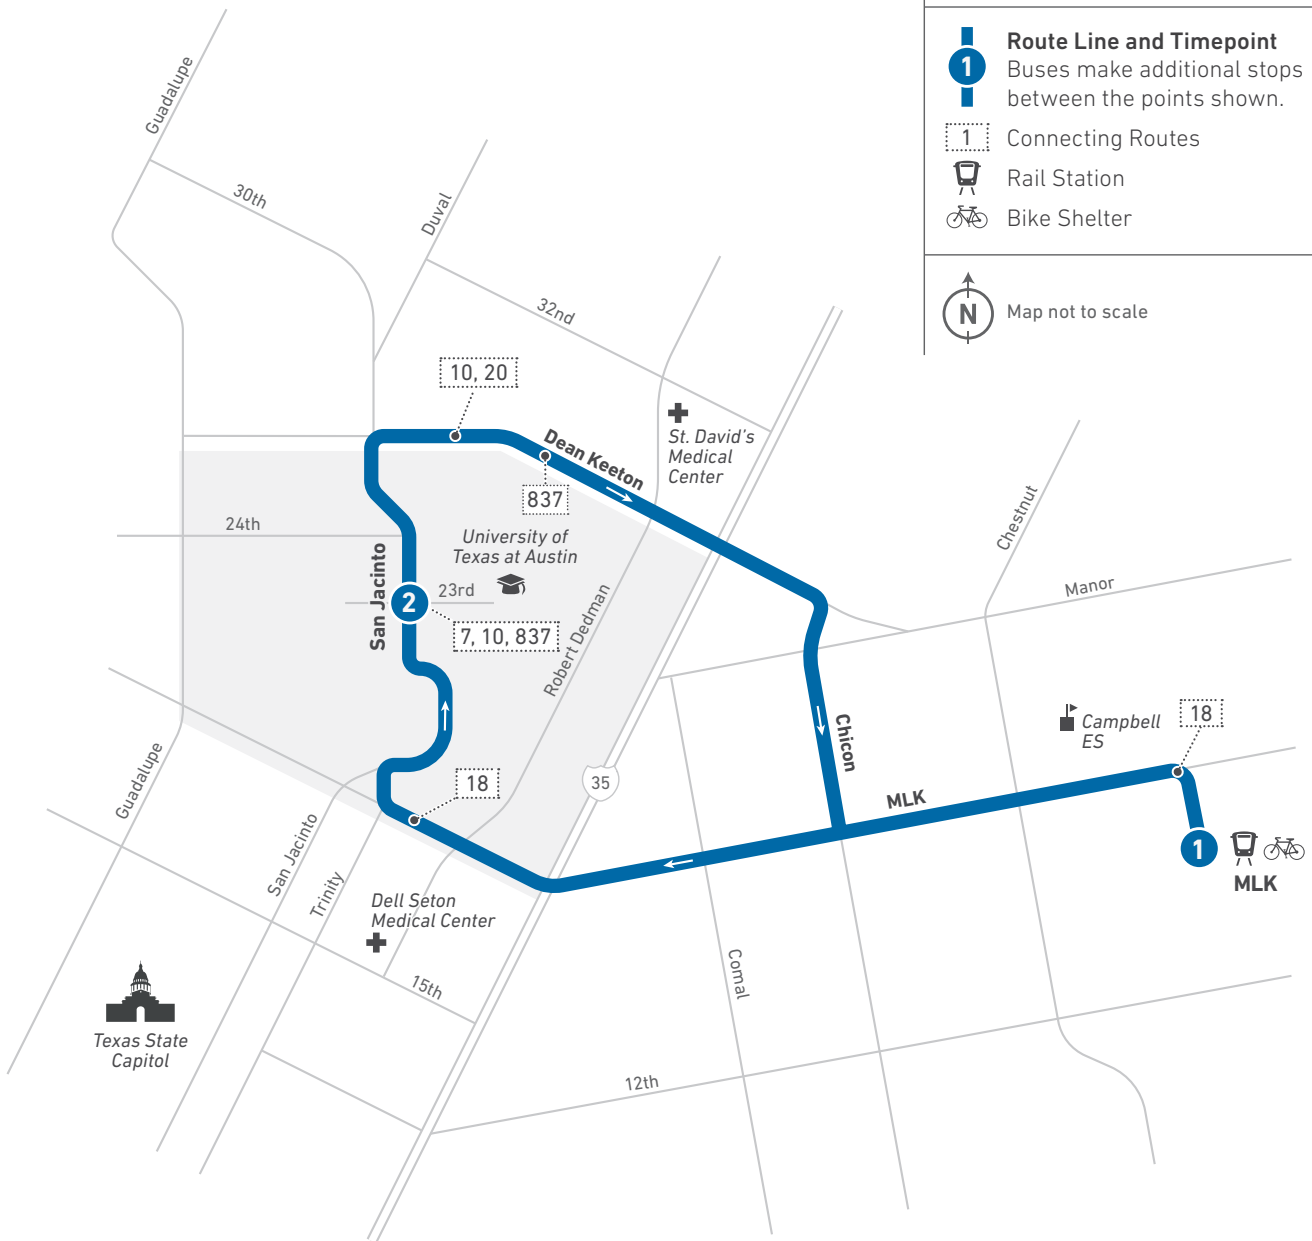 Route Line and Timepoint
1
Buses make additional stops
between the points shown.
1
Connecting Routes
Rail Station
Bike Shelter
N
Map not to scale
Guadalupe
30th
Duval
32nd
10, 20
Dean Keeton
St. David's
Medical
Center
837
24th
University of
Texas at Austin
Chestnut
San Jacinto
2
23rd
Manor
7, 10, 837
Robert Dedman
Campbell
ES
18
Chicon
Guadalupe
18
35
MLK
San Jacinto
1
MLK
Trinity
Dell Seton
Medical Center
15th
Comal
Texas State
Capitol
12th